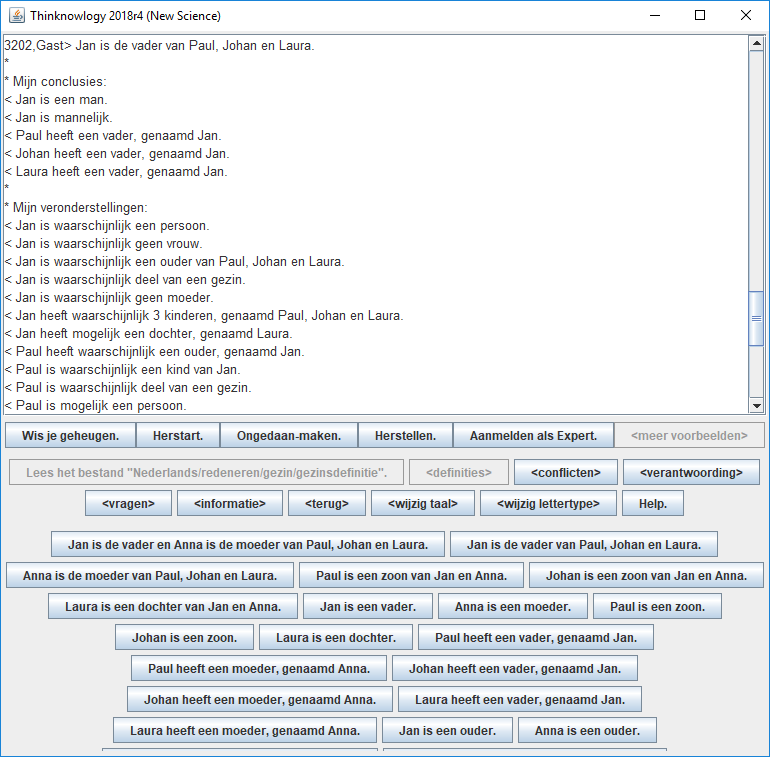 Thinknowlogy 2018r4 (New Science)
3202,Gast> Jan is de vader van Paul, Johan en Laura.
*
* Mijn conclusies:
< Jan is een man.
< Jan is mannelijk.
< Paul heeft een vader, genaamd Jan.
< Johan heeft een vader, genaamd Jan.
< Laura heeft een vader, genaamd Jan.
*
* Mijn veronderstellingen:
< Jan is waarschijnlijk een persoon.
< Jan is waarschijnlijk geen vrouw.
< Jan is waarschijnlijk een ouder van Paul, Johan en Laura.
< Jan is waarschijnlijk deel van een gezin.
< Jan is waarschijnlijk geen moeder.
< Jan heeft waarschijnlijk 3 kinderen, genaamd Paul, Johan en Laura.
< Jan heeft mogelijk een dochter, genaamd Laura.
< Paul heeft waarschijnlijk een ouder, genaamd Jan.
< Paul is waarschijnlijk een kind van Jan.
< Paul is waarschijnlijk deel van een gezin.
< Paul is mogelijk een persoon.
Wis je geheugen. Herstart. Ongedaan-maken. Herstellen. Aanmelden als Expert. <meer voorbeelden>
Lees het bestand "Nederlands/redeneren/gezin/gezinsdefinitie". <definities> <conflicten> <verantwoording>
<vragen> <informatie> <terug> <wijzig taal> <wijzig lettertype> Help.
Jan is de vader en Anna is de moeder van Paul, Johan en Laura. Jan is de vader van Paul, Johan en Laura.
Anna is de moeder van Paul, Johan en Laura. Paul is een zoon van Jan en Anna. Johan is een zoon van Jan en Anna.
Laura is een dochter van Jan en Anna. Jan is een vader. Anna is een moeder. Paul is een zoon.
Johan is een zoon. Laura is een dochter. Paul heeft een vader, genaamd Jan.
Paul heeft een moeder, genaamd Anna. Johan heeft een vader, genaamd Jan.
Johan heeft een moeder, genaamd Anna. Laura heeft een vader, genaamd Jan.
Laura heeft een moeder, genaamd Anna. Jan is een ouder. Anna is een ouder.